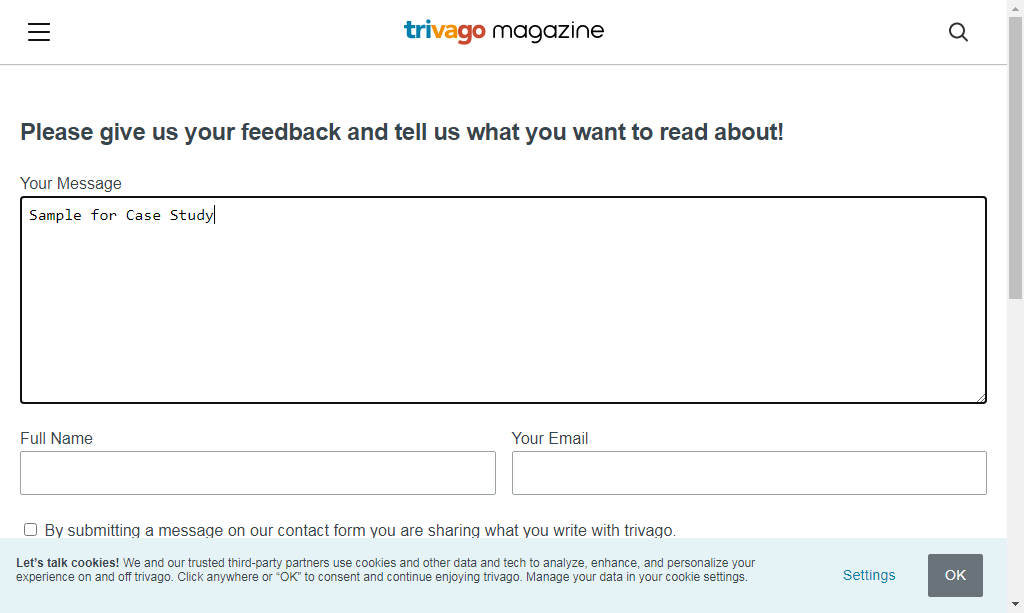 trivago magazine
Please give us your feedback and tell us what you want to read about!
Your Message
Sample for Case Study
Full Name
Your Email
By submitting a message on our contact form you are sharing what you write with trivago.
Let's talk cookies! We and our trusted third-party partners use cookies and other data and tech to analyze, enhance, and personalize your
experience on and off trivago. Click anywhere or “OK” to consent and continue enjoying trivago. Manage your data in your cookie settings.
Settings
OK